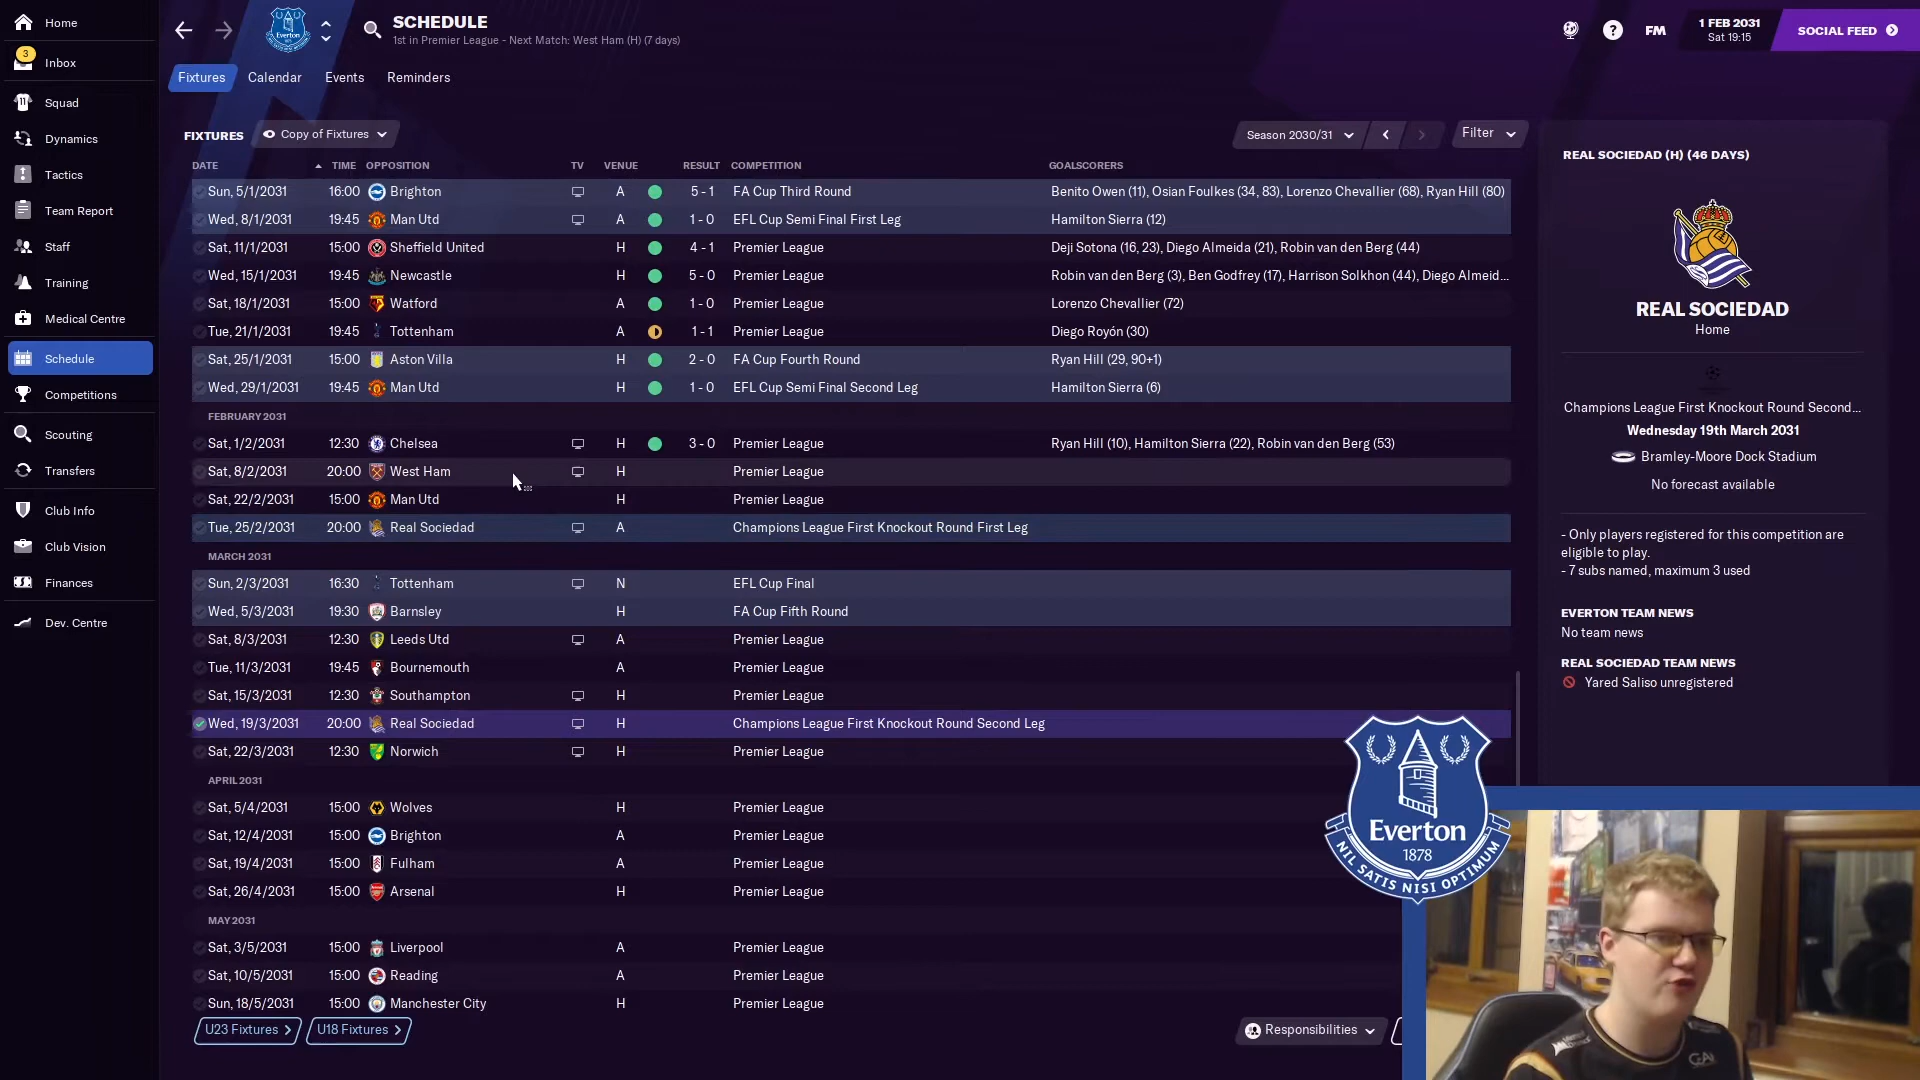 Home
3
Inbox
Squad
Dynamics
Tactics
Team Report
Staff
Training
Medical Centre
Schedule
Competitions
Scouting
Transfers
Club Info
Club Vision
Finances
Dev. Centre
Everton
SCHEDULE
1st in Premier League - Next Match: West Ham (H) (7 days)
? FM
1 FEB 2031
Sat 19:15
SOCIAL FEED
Fixtures Calendar Events Reminders
FIXTURES Copy of Fixtures
Season 2030/31 Filter
DATE TIME OPPOSITION TV VENUE RESULT COMPETITION GOALSCORERS
Sun, 5/1/2031 16:00 Brighton A 5 - 1 FA Cup Third Round Benito Owen (11), Osian Foulkes (34, 83), Lorenzo Chevallier (68), Ryan Hill (80)
Wed, 8/1/2031 19:45 Man Utd A 1 - 0 EFL Cup Semi Final First Leg Hamilton Sierra (12)
Sat, 11/1/2031 15:00 Sheffield United H 4 - 1 Premier League Deji Sotona (16, 23), Diego Almeida (21), Robin van den Berg (44)
Wed, 15/1/2031 19:45 Newcastle H 5 - 0 Premier League Robin van den Berg (3), Ben Godfrey (17), Harrison Solkhon (44), Diego Almeid...
Sat, 18/1/2031 15:00 Watford A 1 - 0 Premier League Lorenzo Chevallier (72)
Tue, 21/1/2031 19:45 Tottenham A 1 - 1 Premier League Diego Royón (30)
Sat, 25/1/2031 15:00 Aston Villa H 2 - 0 FA Cup Fourth Round Ryan Hill (29, 90+1)
Wed, 29/1/2031 19:45 Man Utd H 1 - 0 EFL Cup Semi Final Second Leg Hamilton Sierra (6)
FEBRUARY 2031
Sat, 1/2/2031 12:30 Chelsea H 3 - 0 Premier League Ryan Hill (10), Hamilton Sierra (22), Robin van den Berg (53)
Sat, 8/2/2031 20:00 West Ham H Premier League
Sat, 22/2/2031 15:00 Man Utd H Premier League
Tue, 25/2/2031 20:00 Real Sociedad A Champions League First Knockout Round First Leg
MARCH 2031
Sun, 2/3/2031 16:30 Tottenham N EFL Cup Final
Wed, 5/3/2031 19:30 Barnsley H FA Cup Fifth Round
Sat, 8/3/2031 12:30 Leeds Utd A Premier League
Tue, 11/3/2031 19:45 Bournemouth A Premier League
Sat, 15/3/2031 12:30 Southampton H Premier League
Wed, 19/3/2031 20:00 Real Sociedad H Champions League First Knockout Round Second Leg
Sat, 22/3/2031 12:30 Norwich H Premier League
APRIL 2031
Sat, 5/4/2031 15:00 Wolves H Premier League
Sat, 12/4/2031 15:00 Brighton A Premier League
Sat, 19/4/2031 15:00 Fulham A Premier League
Sat, 26/4/2031 15:00 Arsenal H Premier League
MAY 2031
Sat, 3/5/2031 15:00 Liverpool A Premier League
Sat, 10/5/2031 15:00 Reading A Premier League
Sun, 18/5/2031 15:00 Manchester City H Premier League
U23 Fixtures U18 Fixtures
Responsibilities
REAL SOCIEDAD (H) (46 DAYS)
REAL SOCIEDAD
Home
Champions League First Knockout Round Second...
Wednesday 19th March 2031
Bramley-Moore Dock Stadium
No forecast available
- Only players registered for this competition are
eligible to play.
- 7 subs named, maximum 3 used
EVERTON TEAM NEWS
No team news
REAL SOCIEDAD TEAM NEWS
Yared Saliso unregistered
Everton
1878
NIL SATIS NISI OPTIMUM